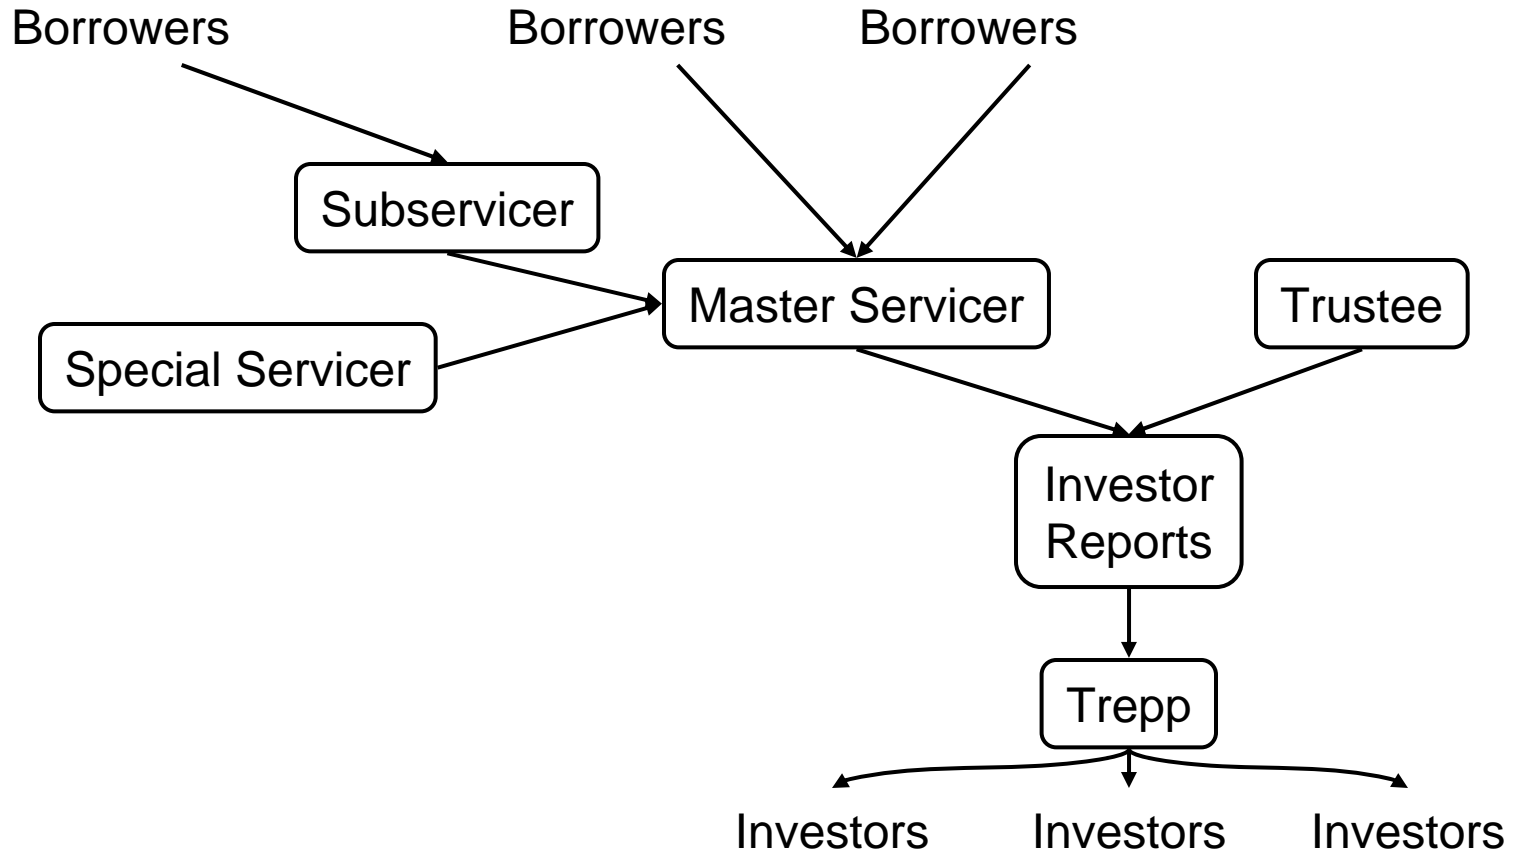 Borrowers
Borrowers
Borrowers
Subservicer
Master Servicer
Trustee
Special Servicer
Investor
Reports
Trepp
Investors
Investors
Investors